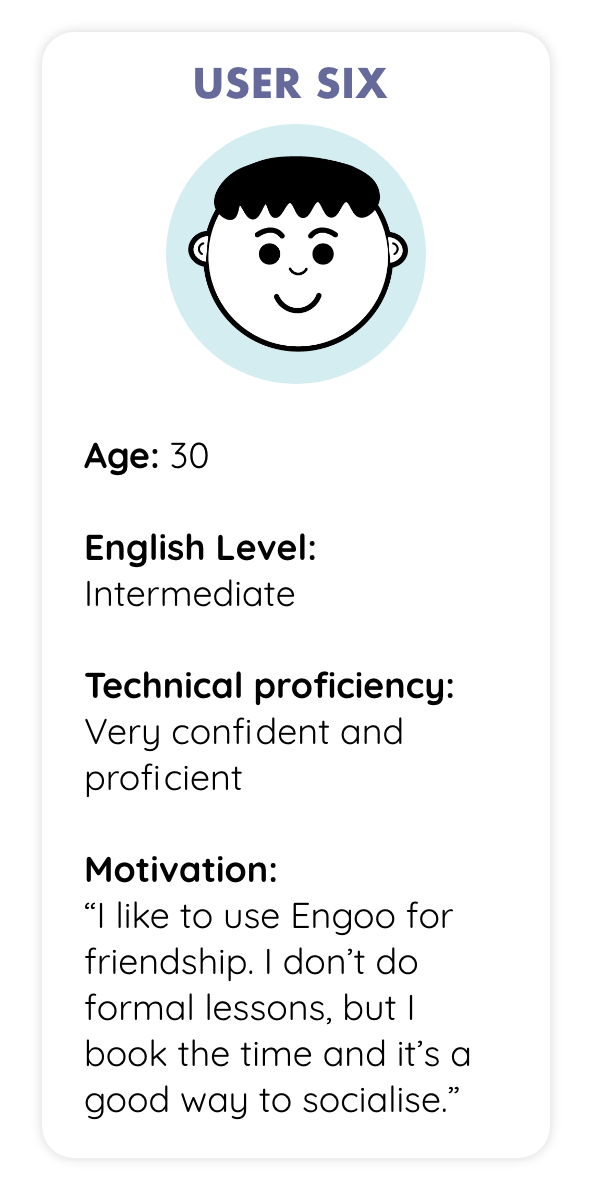 USER SIX
Age: 30
English Level:
Intermediate
Technical proficiency:
Very confident and
proficient
Motivation:
“I like to use Engoo for
friendship. I don’t do
formal lessons, but I
book the time and it’s a
good way to socialise.”